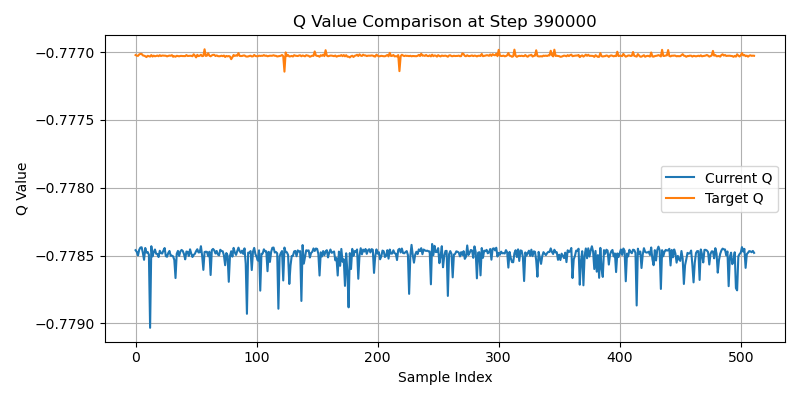 Q Value Comparison at Step 390000
Q Value
−0.7770
−0.7775
−0.7780
−0.7785
−0.7790
Current Q
Target Q
0
100
200
300
400
500
Sample Index